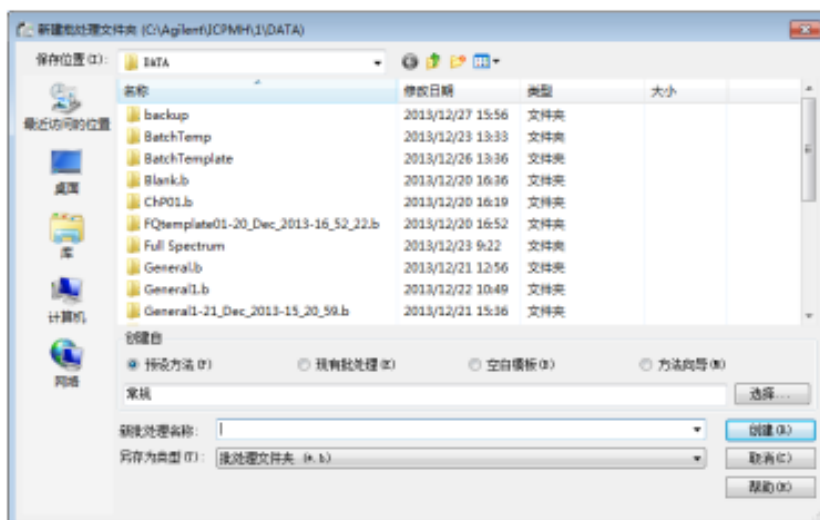 新建批处理文件夹 (C:\Agilent\ICPMH\1\DATA)
保存位置(I): DATA
名称 修改日期 类型 大小
backup 2013/12/27 15:56 文件夹
BatchTemp 2013/12/23 13:33 文件夹
BatchTemplate 2013/12/26 13:36 文件夹
Blank.b 2013/12/20 16:36 文件夹
ChP01.b 2013/12/20 16:19 文件夹
FQtemplate01-20_Dec_2013-16_52_22.b 2013/12/20 16:52 文件夹
Full Spectrum 2013/12/23 9:22 文件夹
General.b 2013/12/21 12:56 文件夹
General1.b 2013/12/22 10:49 文件夹
General1-21_Dec_2013-15_20_59.b 2013/12/21 15:36 文件夹
最近访问的位置
桌面
库
计算机
网络
创建自
预设方法(P) 现有批处理(E) 空白模板(B) 方法向导(W)
常规 选择...
新批处理名称: 创建(A)
另存为类型(T): 批处理文件夹 (*.b) 取消(C)
帮助(H)